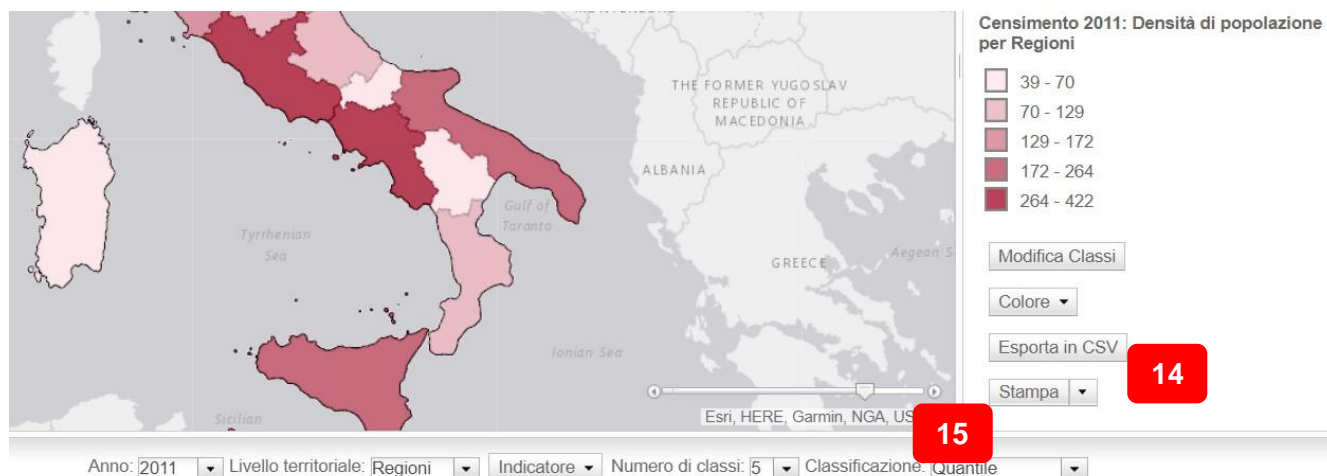 MONTENEGRO
THE FORMER YUGOSLAV
REPUBLIC OF
MACEDONIA
ALBANIA
Gulf of
Taranto
Tyrrhenian
Sea
GREECE
Aegean S
Ionian Sea
Sicilian
Esri, HERE, Garmin, NGA, US
Censimento 2011: Densità di popolazione
per Regioni
39 - 70
70 - 129
129 - 172
172 - 264
264 - 422
Modifica Classi
Colore
Esporta in CSV
Stampa
14
15
Anno: 2011 Livello territoriale: Regioni Indicatore Numero di classi: 5 Classificazione: Quantile